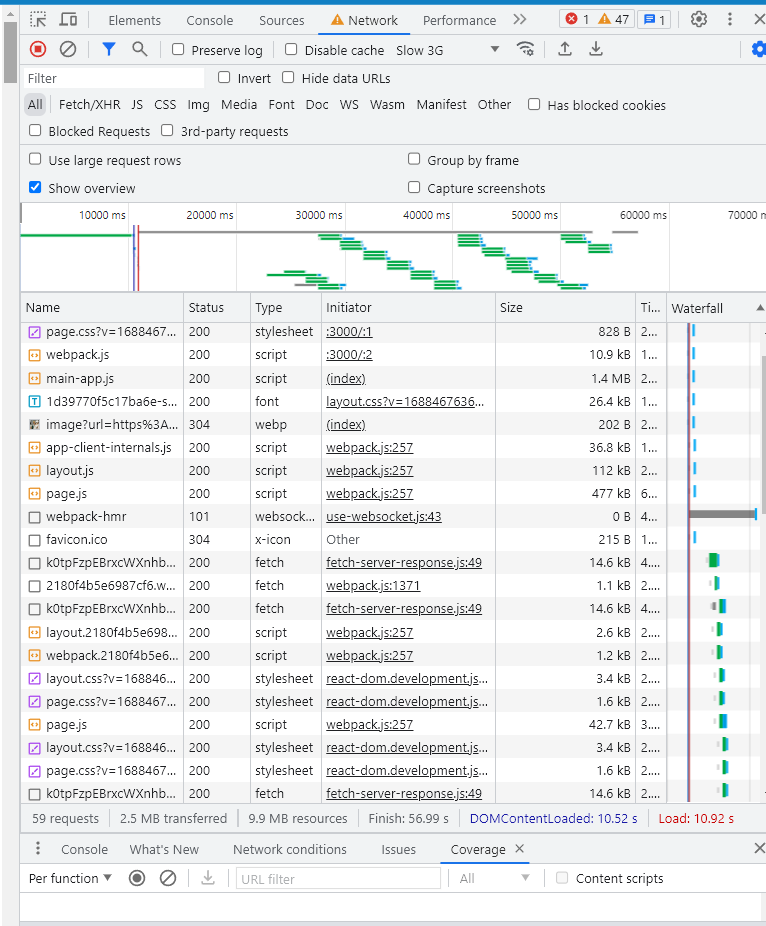 Elements Console Sources Network Performance 1 47 1
Preserve log Disable cache Slow 3G
Filter Invert Hide data URLs
All Fetch/XHR JS CSS Img Media Font Doc WS Wasm Manifest Other Has blocked cookies
Blocked Requests 3rd-party requests
Use large request rows Group by frame
Show overview Capture screenshots
10000 ms 20000 ms 30000 ms 40000 ms 50000 ms 60000 ms 70000 m
Name Status Type Initiator Size Ti... Waterfall
page.css?v=1688467... 200 stylesheet :3000/:1 828 B 2...
webpack.js 200 script :3000/:2 10.9 kB 1...
main-app.js 200 script (index) 1.4 MB 2...
1d39770f5c17ba6e-s... 200 font layout.css?v=1688467636... 26.4 kB 1...
image?url=https%3A... 304 webp (index) 202 B 2...
app-client-internals.js 200 script webpack.js:257 36.8 kB 1...
layout.js 200 script webpack.js:257 112 kB 2...
page.js 200 script webpack.js:257 477 kB 6...
webpack-hmr 101 websock... use-websocket.js:43 0 B 4...
favicon.ico 304 x-icon Other 215 B 1...
k0tpFzpEBrxcWXnhb... 200 fetch fetch-server-response.js:49 14.6 kB 4....
2180f4b5e6987cf6.w... 200 fetch webpack.js:1371 1.1 kB 2....
k0tpFzpEBrxcWXnhb... 200 fetch fetch-server-response.js:49 14.6 kB 4....
layout.2180f4b5e698... 200 script webpack.js:257 2.6 kB 2....
webpack.2180f4b5e6... 200 script webpack.js:257 1.2 kB 2....
layout.css?v=168846... 200 stylesheet react-dom.development.js... 3.4 kB 2....
page.css?v=1688467... 200 stylesheet react-dom.development.js... 1.6 kB 2....
page.js 200 script webpack.js:257 42.7 kB 3....
layout.css?v=168846... 200 stylesheet react-dom.development.js... 3.4 kB 2....
page.css?v=1688467... 200 stylesheet react-dom.development.js... 1.6 kB 2....
k0tpFzpEBrxcWXnhb... 200 fetch fetch-server-response.js:49 14.6 kB 2....
59 requests 2.5 MB transferred 9.9 MB resources Finish: 56.99 s DOMContentLoaded: 10.52 s Load: 10.92 s
Console What's New Network conditions Issues Coverage
Per function URL filter All Content scripts